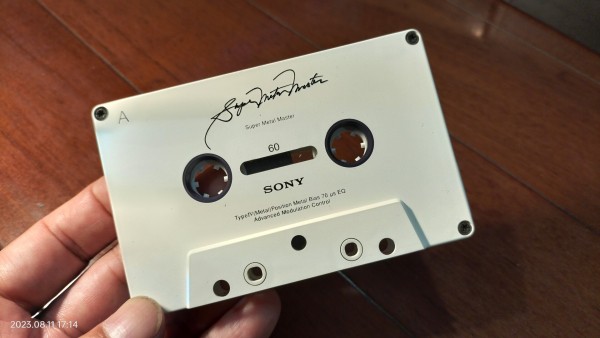 A
Super Metal Master
Super Metal Master
60
SONY
TypeIV(Metal)Position Metal Bias 70 μs EQ
Advanced Modulation Control
2023.08.11 17:14